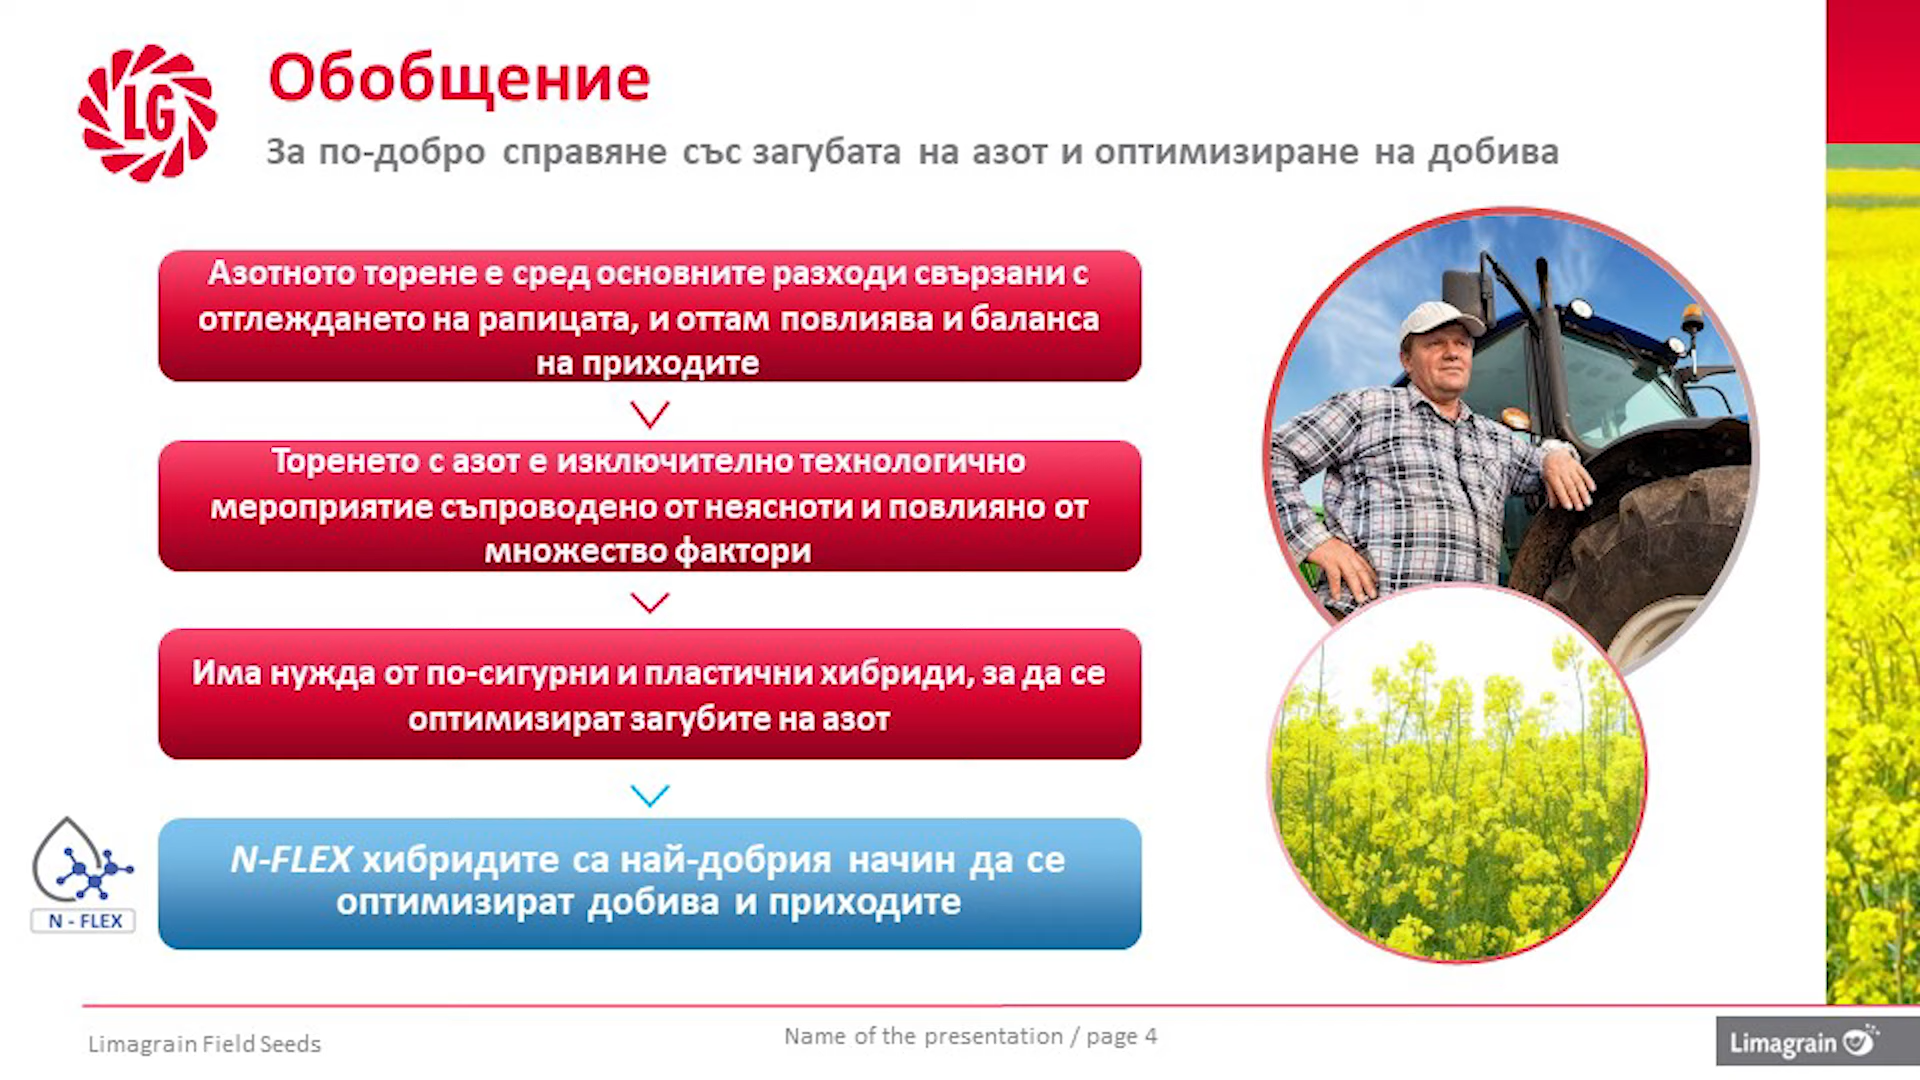 LG
Обобщение
За по-добро справяне със загубата на азот и оптимизиране на добива
Азотното торене е сред основните разходи свързани с
отглеждането на рапицата, и оттам повлиява и баланса
на приходите
Торенето с азот е изключително технологично
мероприятие съпроводено от неясноти и повлияно от
множество фактори
Има нужда от по-сигурни и пластични хибриди, за да се
оптимизират загубите на азот
N-FLEX хибридите са най-добрия начин да се
оптимизират добива и приходите
N - FLEX
Limagrain Field Seeds
Name of the presentation / page 4
Limagrain